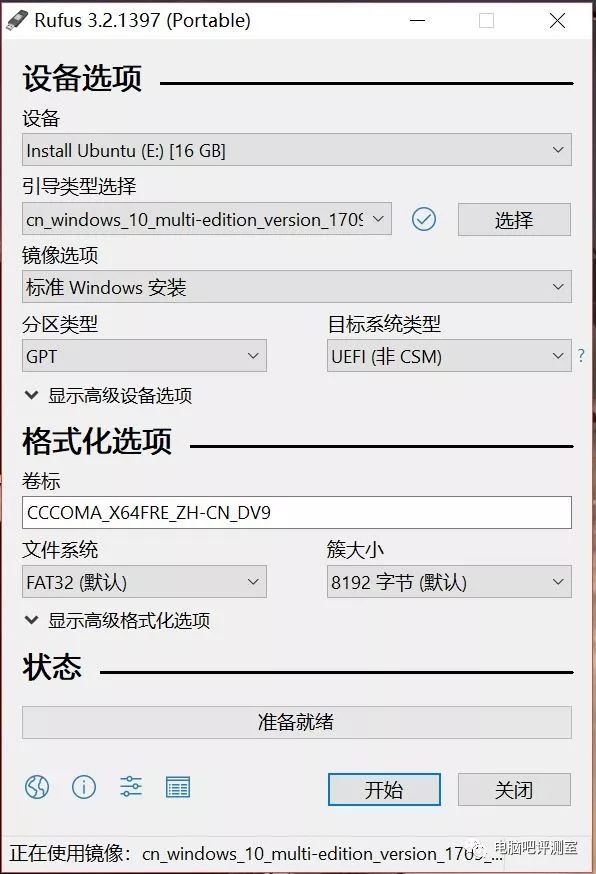 Rufus 3.2.1397 (Portable)
设备选项
设备
Install Ubuntu (E:) [16 GB]
引导类型选择
cn_windows_10_multi-edition_version_1709
选择
镜像选项
标准 Windows 安装
分区类型
目标系统类型
GPT
UEFI (非 CSM)
?
显示高级设备选项
格式化选项
卷标
CCCOMA_X64FRE_ZH-CN_DV9
文件系统
簇大小
FAT32 (默认)
8192 字节 (默认)
显示高级格式化选项
状态
准备就绪
开始
关闭
正在使用镜像: cn_windows_10_multi-edition_version_1709_...
电脑吧评测室